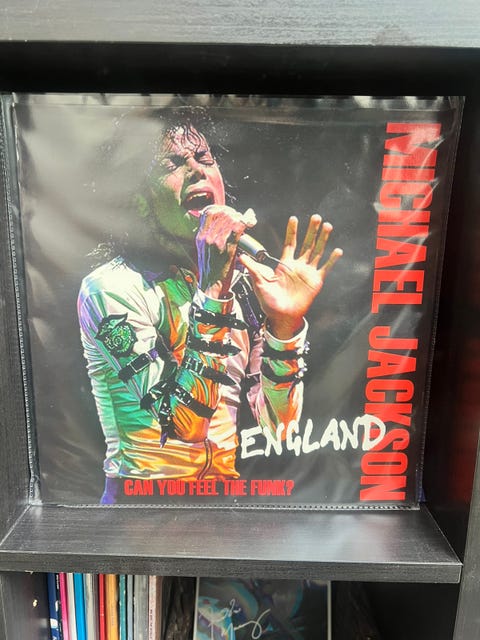 MICHAEL JACKSON
ENGLAND
CAN YOU FEEL THE FUNK?